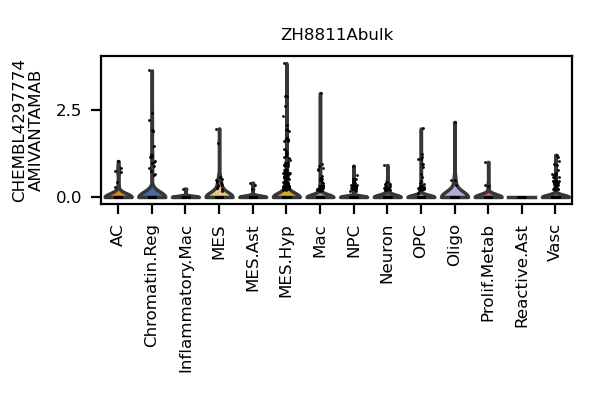 ZH8811Abulk
CHEMBL4297774
AMIVANTAMAB
2.5
0.0
AC
Chromatin.Reg
Inflammatory.Mac
MES
MES.Ast
MES.Hyp
Mac
NPC
Neuron
OPC
Oligo
Prolif.Metab
Reactive.Ast
Vasc